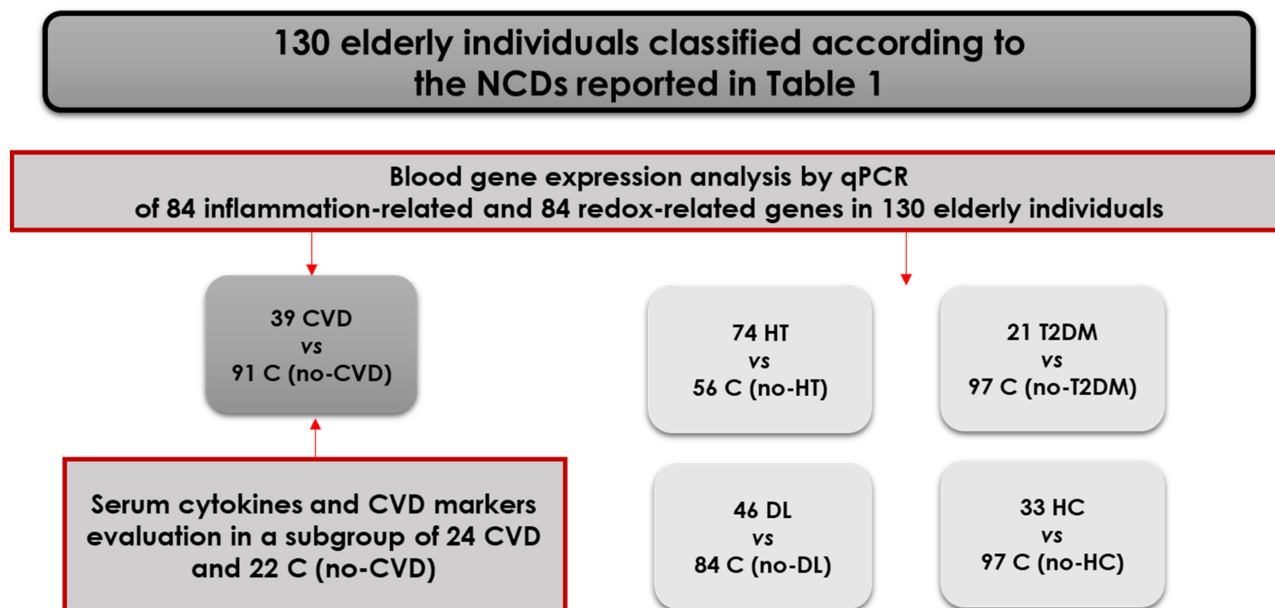 130 elderly individuals classified according to
the NCDs reported in Table 1
Blood gene expression analysis by qPCR
of 84 inflammation-related and 84 redox-related genes in 130 elderly individuals
39 CVD
vs
91 C (no-CVD)
74 HT
vs
56 C (no-HT)
21 T2DM
vs
97 C (no-T2DM)
Serum cytokines and CVD markers
evaluation in a subgroup of 24 CVD
and 22 C (no-CVD)
46 DL
vs
84 C (no-DL)
33 HC
vs
97 C (no-HC)